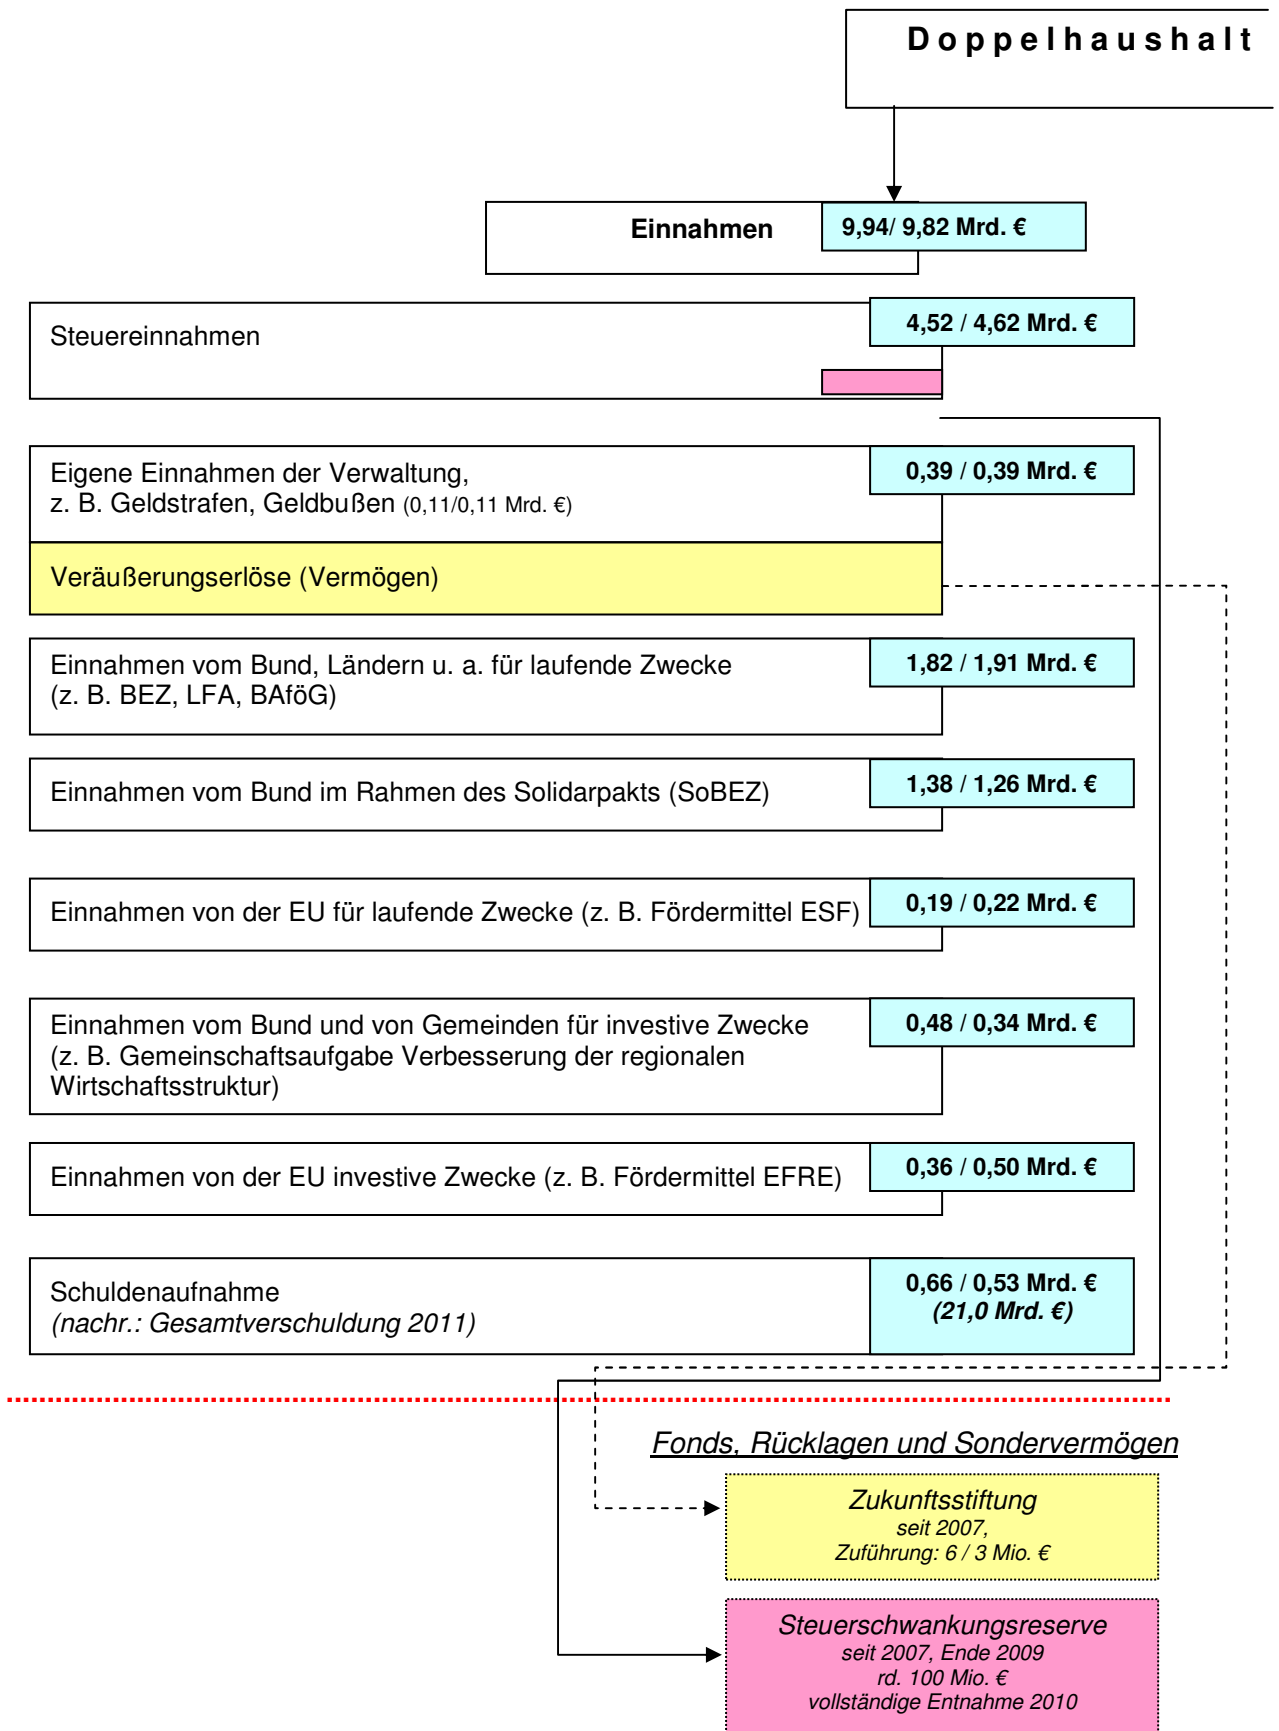 Doppelhaushalt
Einnahmen
9,94/ 9,82 Mrd. €
Steuereinnahmen
4,52 / 4,62 Mrd. €
Eigene Einnahmen der Verwaltung,
z. B. Geldstrafen, Geldbußen (0,11/0,11 Mrd. €)
0,39 / 0,39 Mrd. €
Veräußerungserlöse (Vermögen)
Einnahmen vom Bund, Ländern u. a. für laufende Zwecke
(z. B. BEZ, LFA, BAföG)
1,82 / 1,91 Mrd. €
Einnahmen vom Bund im Rahmen des Solidarpakts (SoBEZ)
1,38 / 1,26 Mrd. €
Einnahmen von der EU für laufende Zwecke (z. B. Fördermittel ESF)
0,19 / 0,22 Mrd. €
Einnahmen vom Bund und von Gemeinden für investive Zwecke
(z. B. Gemeinschaftsaufgabe Verbesserung der regionalen
Wirtschaftsstruktur)
0,48 / 0,34 Mrd. €
Einnahmen von der EU investive Zwecke (z. B. Fördermittel EFRE)
0,36 / 0,50 Mrd. €
Schuldenaufnahme
(nachr.: Gesamtverschuldung 2011)
0,66 / 0,53 Mrd. €
(21,0 Mrd. €)
Fonds, Rücklagen und Sondervermögen
Zukunftsstiftung
seit 2007,
Zuführung: 6 / 3 Mio. €
Steuerschwankungsreserve
seit 2007, Ende 2009
rd. 100 Mio. €
vollständige Entnahme 2010